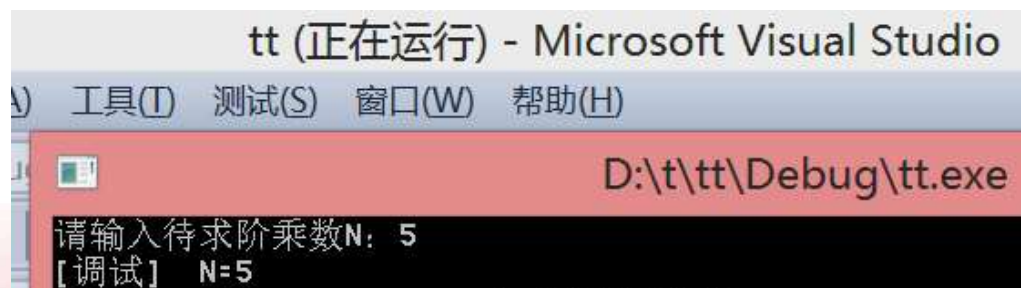 tt (正在运行) - Microsoft Visual Studio
工具(T) 测试(S) 窗口(W) 帮助(H)
D:\t\tt\Debug\tt.exe
请输入待求阶乘数N：5
[调试] N=5